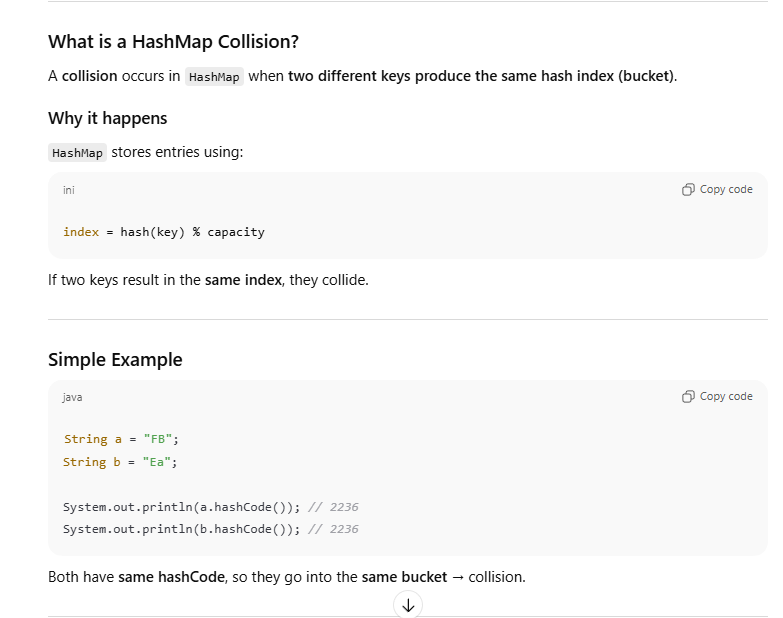 What is a HashMap Collision?
A collision occurs in HashMap when two different keys produce the same hash index (bucket).
Why it happens
HashMap stores entries using:
ini
Copy code
index = hash(key) % capacity
If two keys result in the same index, they collide.
Simple Example
java
Copy code
String a = "FB";
String b = "Ea";
System.out.println(a.hashCode()); // 2236
System.out.println(b.hashCode()); // 2236
Both have same hashCode, so they go into the same bucket → collision.